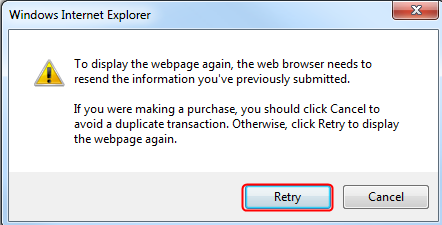 Windows Internet Explorer
To display the webpage again, the web browser needs to
resend the information you've previously submitted.
If you were making a purchase, you should click Cancel to
avoid a duplicate transaction. Otherwise, click Retry to display
the webpage again.
Retry
Cancel